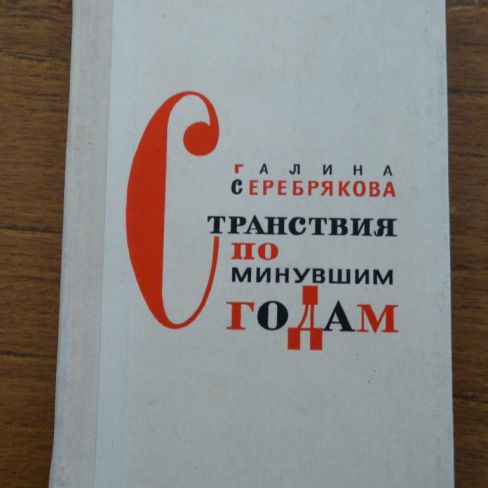 Галина
Серебрякова
Странствия
по
минувшим
годам